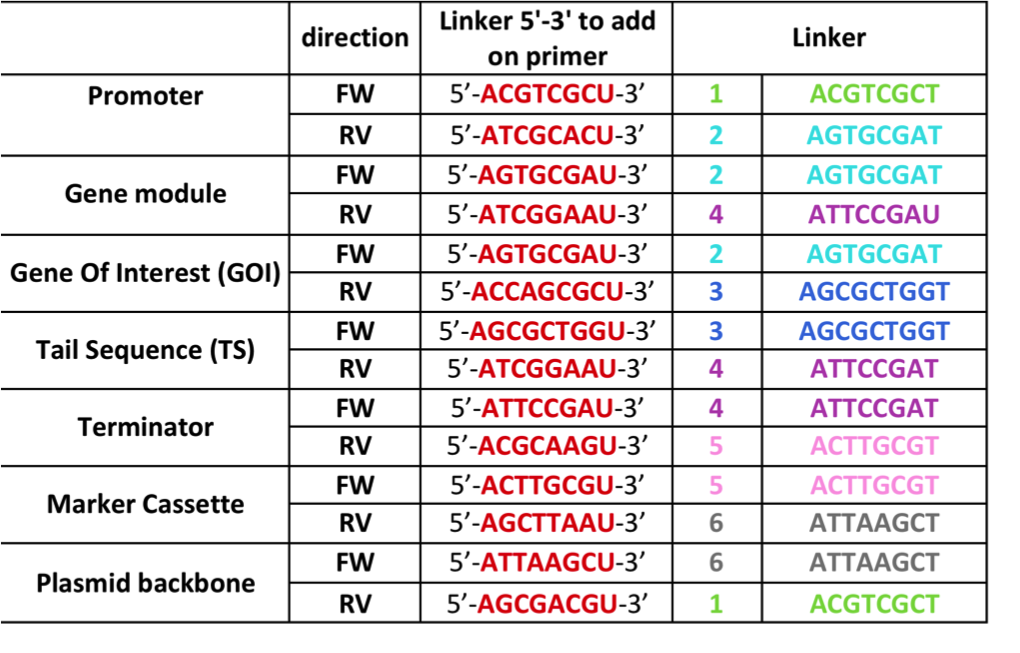 direction Linker 5'-3' to add on primer Linker
Promoter FW 5’-ACGTCGCU-3’ 1 ACGTCGCT
RV 5’-ATCGCACU-3’ 2 AGTGCGAT
Gene module FW 5’-AGTGCGAU-3’ 2 AGTGCGAT
RV 5’-ATCGGAAU-3’ 4 ATTCCGAU
Gene Of Interest (GOI) FW 5’-AGTGCGAU-3’ 2 AGTGCGAT
RV 5’-ACCAGCGCU-3’ 3 AGCGCTGGT
Tail Sequence (TS) FW 5’-AGCGCTGGU-3’ 3 AGCGCTGGT
RV 5’-ATCGGAAU-3’ 4 ATTCCGAT
Terminator FW 5’-ATTCCGAU-3’ 4 ATTCCGAT
RV 5’-ACGCAAGU-3’ 5 ACTTGCGT
Marker Cassette FW 5’-ACTTGCGU-3’ 5 ACTTGCGT
RV 5’-AGCTTAAU-3’ 6 ATTAAGCT
Plasmid backbone FW 5’-ATTAAGCU-3’ 6 ATTAAGCT
RV 5’-AGCGACGU-3’ 1 ACGTCGCT